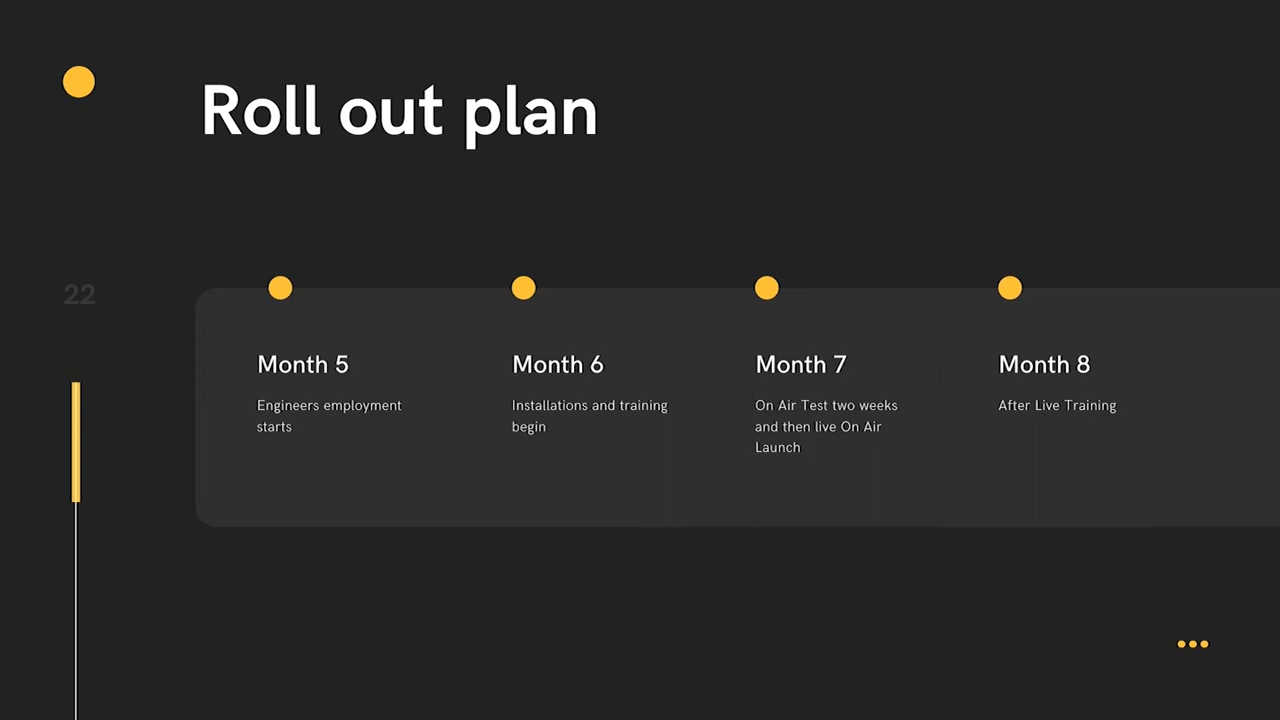 Roll out plan
22
Month 5
Engineers employment
starts
Month 6
Installations and training
begin
Month 7
On Air Test two weeks
and then live On Air
Launch
Month 8
After Live Training